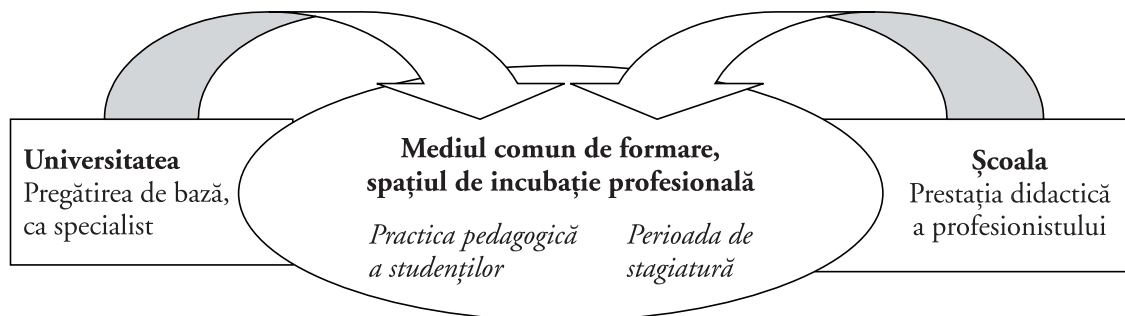 Universitatea
Pregătirea de bază,
ca specialist
Mediul comun de formare,
spațiul de incubație profesională
Practica pedagogică
a studenților
Perioada de
stagiatură
Școala
Prestația didactică
a profesionistului